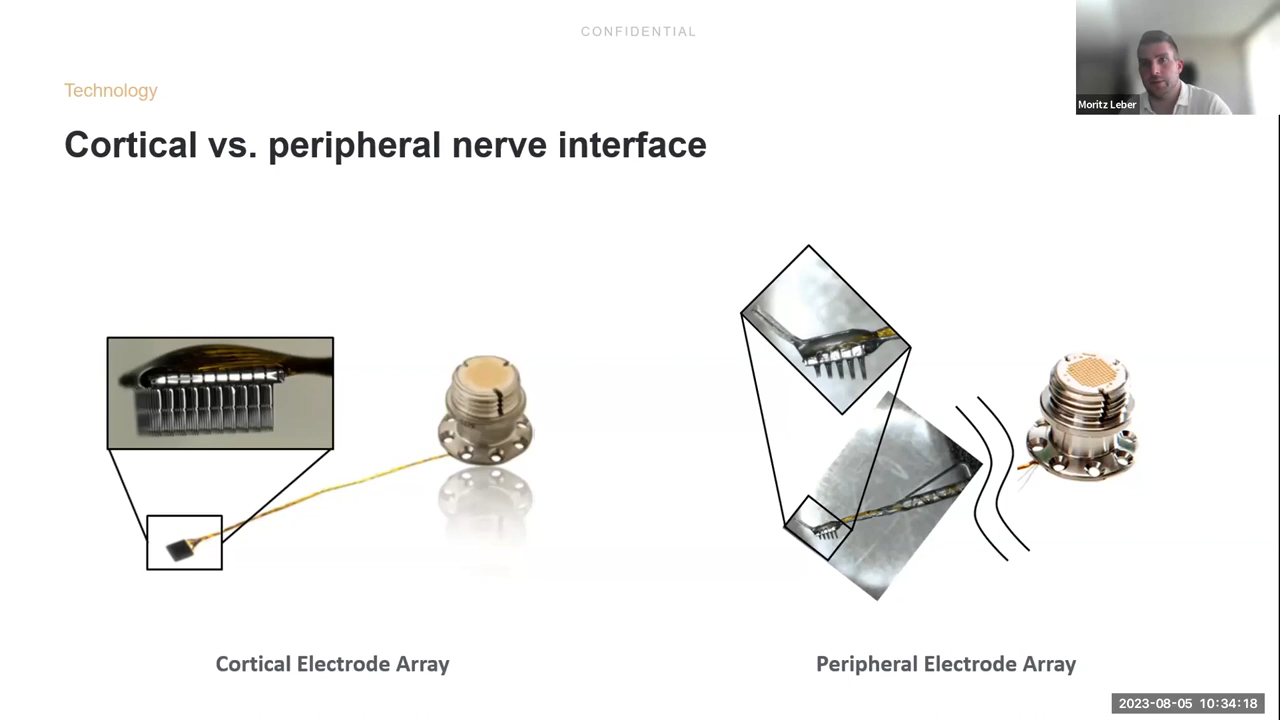 CONFIDENTIAL
Technology
Moritz Leber
Cortical vs. peripheral nerve interface
Cortical Electrode Array
Peripheral Electrode Array
2023-08-05 10:34:18